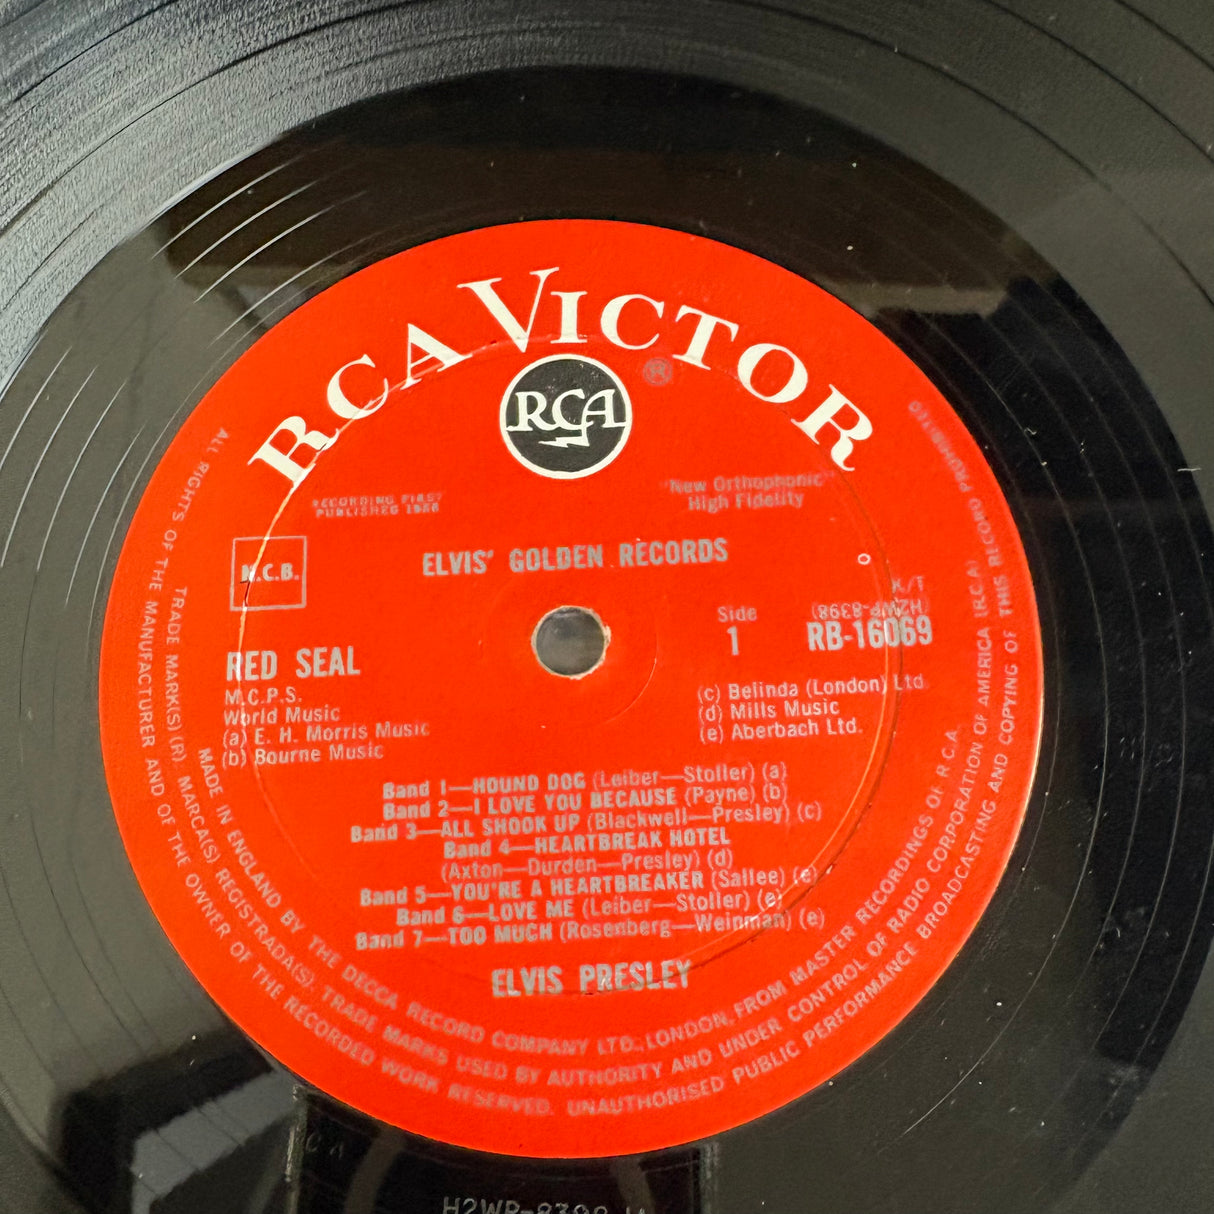 RCA VICTOR
RCA
®
RECORDING FIRST
PUBLISHED
"New Orthophonic"
High Fidelity
ELVIS' GOLDEN RECORDS
N.C.B.
K/T
Side
(H2WP-8398)
1
RB-16069
RED SEAL
M.C.P.S.
World Music
(a) E. H. Morris Music
(b) Bourne Music
(c) Belinda (London) Ltd.
(d) Mills Music
(e) Aberbach Ltd.
Band 1—HOUND DOG (Leiber—Stoller) (a)
Band 2—I LOVE YOU BECAUSE (Payne) (b)
Band 3—ALL SHOOK UP (Blackwell—Presley) (c)
Band 4—HEARTBREAK HOTEL
(Axton—Durden—Presley) (d)
Band 5—YOU'RE A HEARTBREAKER (Sallee) (e)
Band 6—LOVE ME (Leiber—Stoller) (e)
Band 7—TOO MUCH (Rosenberg—Weinman) (e)
ELVIS PRESLEY
MADE IN ENGLAND BY THE DECCA RECORD COMPANY LTD., LONDON, FROM MASTER RECORDINGS OF R.C.A.
TRADE MARK(S) (R). MARCA(S) REGISTRADA(S). TRADE MARKS USED BY AUTHORITY AND UNDER CONTROL OF RADIO CORPORATION OF AMERICA (RCA)
ALL RIGHTS OF THE MANUFACTURER AND OF THE OWNER OF THE RECORDED WORK RESERVED. UNAUTHORISED PUBLIC PERFORMANCE BROADCASTING AND COPYING OF THIS RECORD PROHIBITED